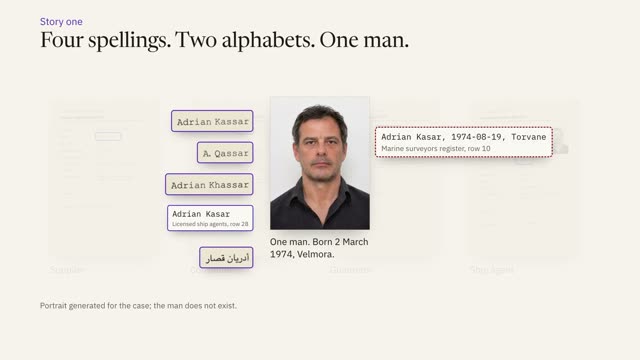 Story one
Four spellings. Two alphabets. One man.
Adrian Kassar
A. Qassar
Adrian Khassar
Adrian Kasar
Licensed ship agents, row 28
أدريان قصار
One man. Born 2 March
1974, Velmora.
Adrian Kasar, 1974-08-19, Torvane
Marine surveyors register, row 10
Ship agent
Portrait generated for the case; the man does not exist.